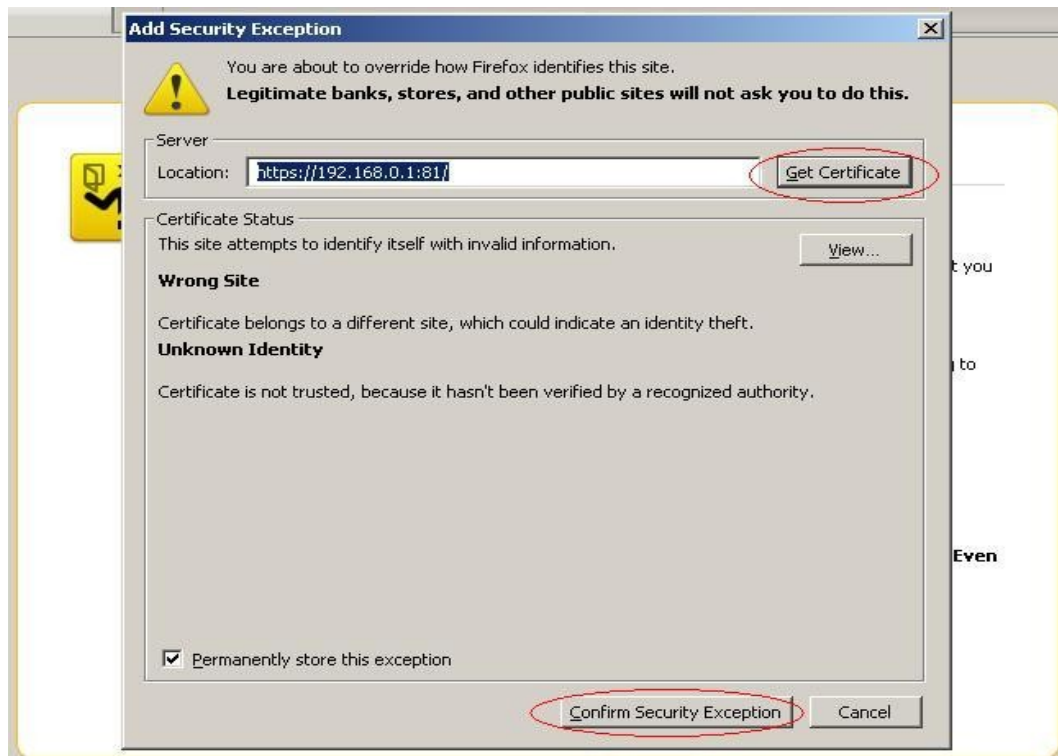 Add Security Exception
You are about to override how Firefox identifies this site.
Legitimate banks, stores, and other public sites will not ask you to do this.
Server
Location: https://192.168.0.1:81/ Get Certificate
Certificate Status
This site attempts to identify itself with invalid information.
View...
t you
Wrong Site
Certificate belongs to a different site, which could indicate an identity theft.
Unknown Identity
to
Certificate is not trusted, because it hasn't been verified by a recognized authority.
Even
Permanently store this exception
Confirm Security Exception Cancel